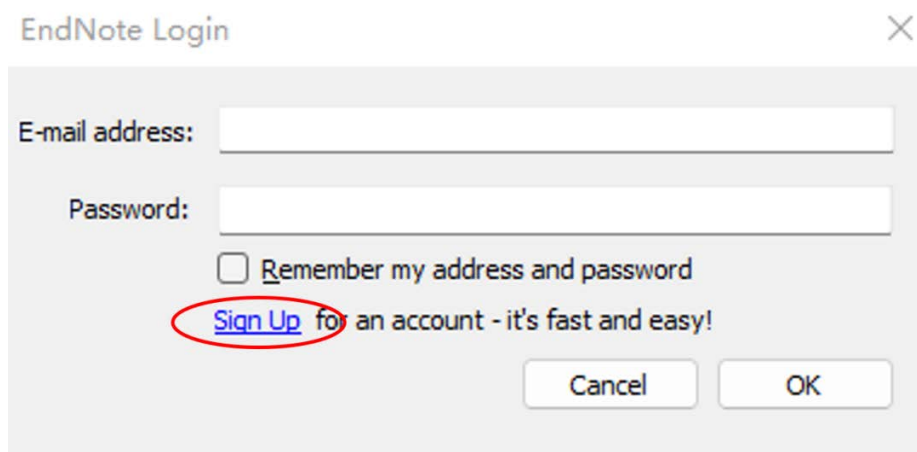 EndNote Login
E-mail address:
Password:
Remember my address and password
Sign Up for an account - it's fast and easy!
Cancel OK